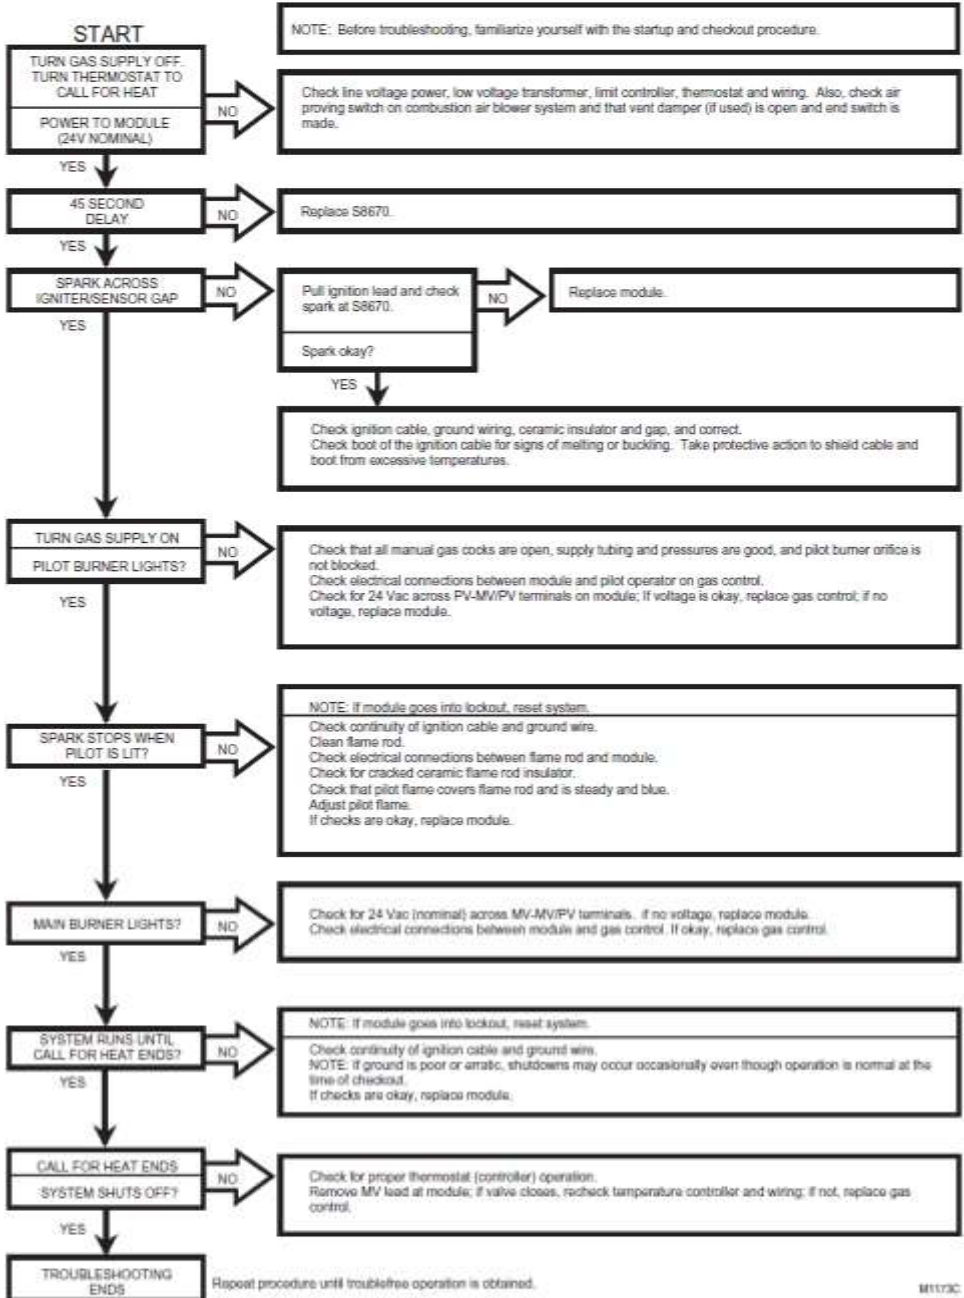 START
NOTE: Before troubleshooting, familiarize yourself with the startup and checkout procedure.
TURN GAS SUPPLY OFF.
TURN THERMOSTAT TO
CALL FOR HEAT
POWER TO MODULE
(24V NOMINAL)
NO
Check line voltage power, low voltage transformer, limit controller, thermostat and wiring. Also, check air
proving switch on combustion air blower system and that vent damper (if used) is open and end switch is
made.
YES
45 SECOND
DELAY
NO
Replace S8670.
YES
SPARK ACROSS
IGNITER/SENSOR GAP
NO
Pull ignition lead and check
spark at S8670.
Spark okay?
NO
Replace module.
YES
YES
Check ignition cable, ground wiring, ceramic insulator and gap, and correct.
Check boot of the ignition cable for signs of melting or buckling. Take protective action to shield cable and
boot from excessive temperatures.
TURN GAS SUPPLY ON
PILOT BURNER LIGHTS?
NO
Check that all manual gas cocks are open, supply tubing and pressures are good, and pilot burner orifice is
not blocked.
Check electrical connections between module and pilot operator on gas control.
Check for 24 Vac across PV-MV/PV terminals on module; If voltage is okay, replace gas control; if no
voltage, replace module.
YES
SPARK STOPS WHEN
PILOT IS LIT?
NO
NOTE: If module goes into lockout, reset system.
Check continuity of ignition cable and ground wire.
Clean flame rod.
Check electrical connections between flame rod and module.
Check for cracked ceramic flame rod insulator.
Check that pilot flame covers flame rod and is steady and blue.
Adjust pilot flame.
If checks are okay, replace module.
YES
MAIN BURNER LIGHTS?
NO
Check for 24 Vac (nominal) across MV-MV/PV terminals. if no voltage, replace module.
Check electrical connections between module and gas control. If okay, replace gas control.
YES
SYSTEM RUNS UNTIL
CALL FOR HEAT ENDS?
NO
NOTE: If module goes into lockout, reset system.
Check continuity of ignition cable and ground wire.
NOTE: If ground is poor or erratic, shutdowns may occur occasionally even though operation is normal at the
time of checkout.
If checks are okay, replace module.
YES
CALL FOR HEAT ENDS
SYSTEM SHUTS OFF?
NO
Check for proper thermostat (controller) operation.
Remove MV lead at module; if valve closes, recheck temperature controller and wiring; if not, replace gas
control.
YES
TROUBLESHOOTING
ENDS
Repeat procedure until troublefree operation is obtained.
M1173C